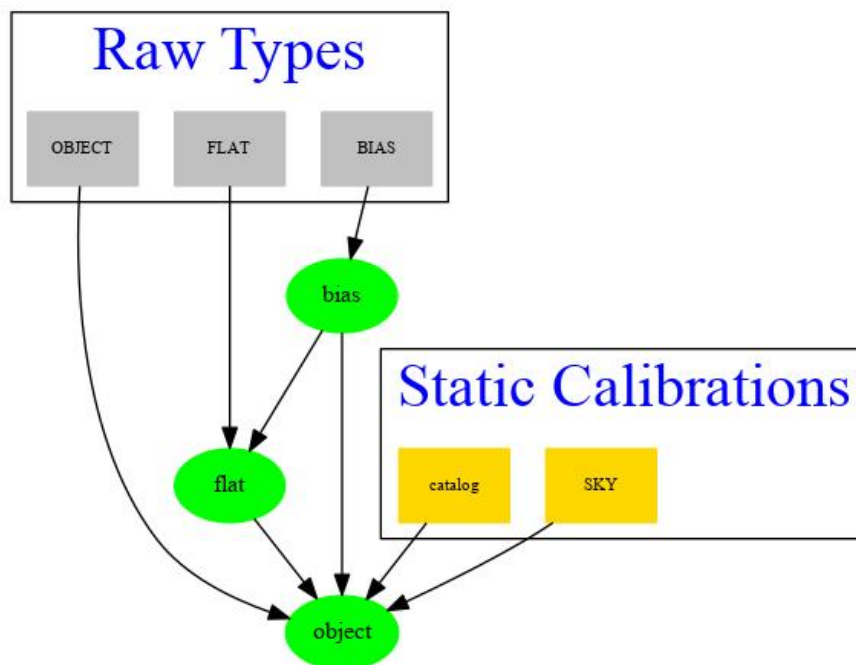 Raw Types
OBJECT FLAT BIAS
bias
Static Calibrations
flat
catalog SKY
object